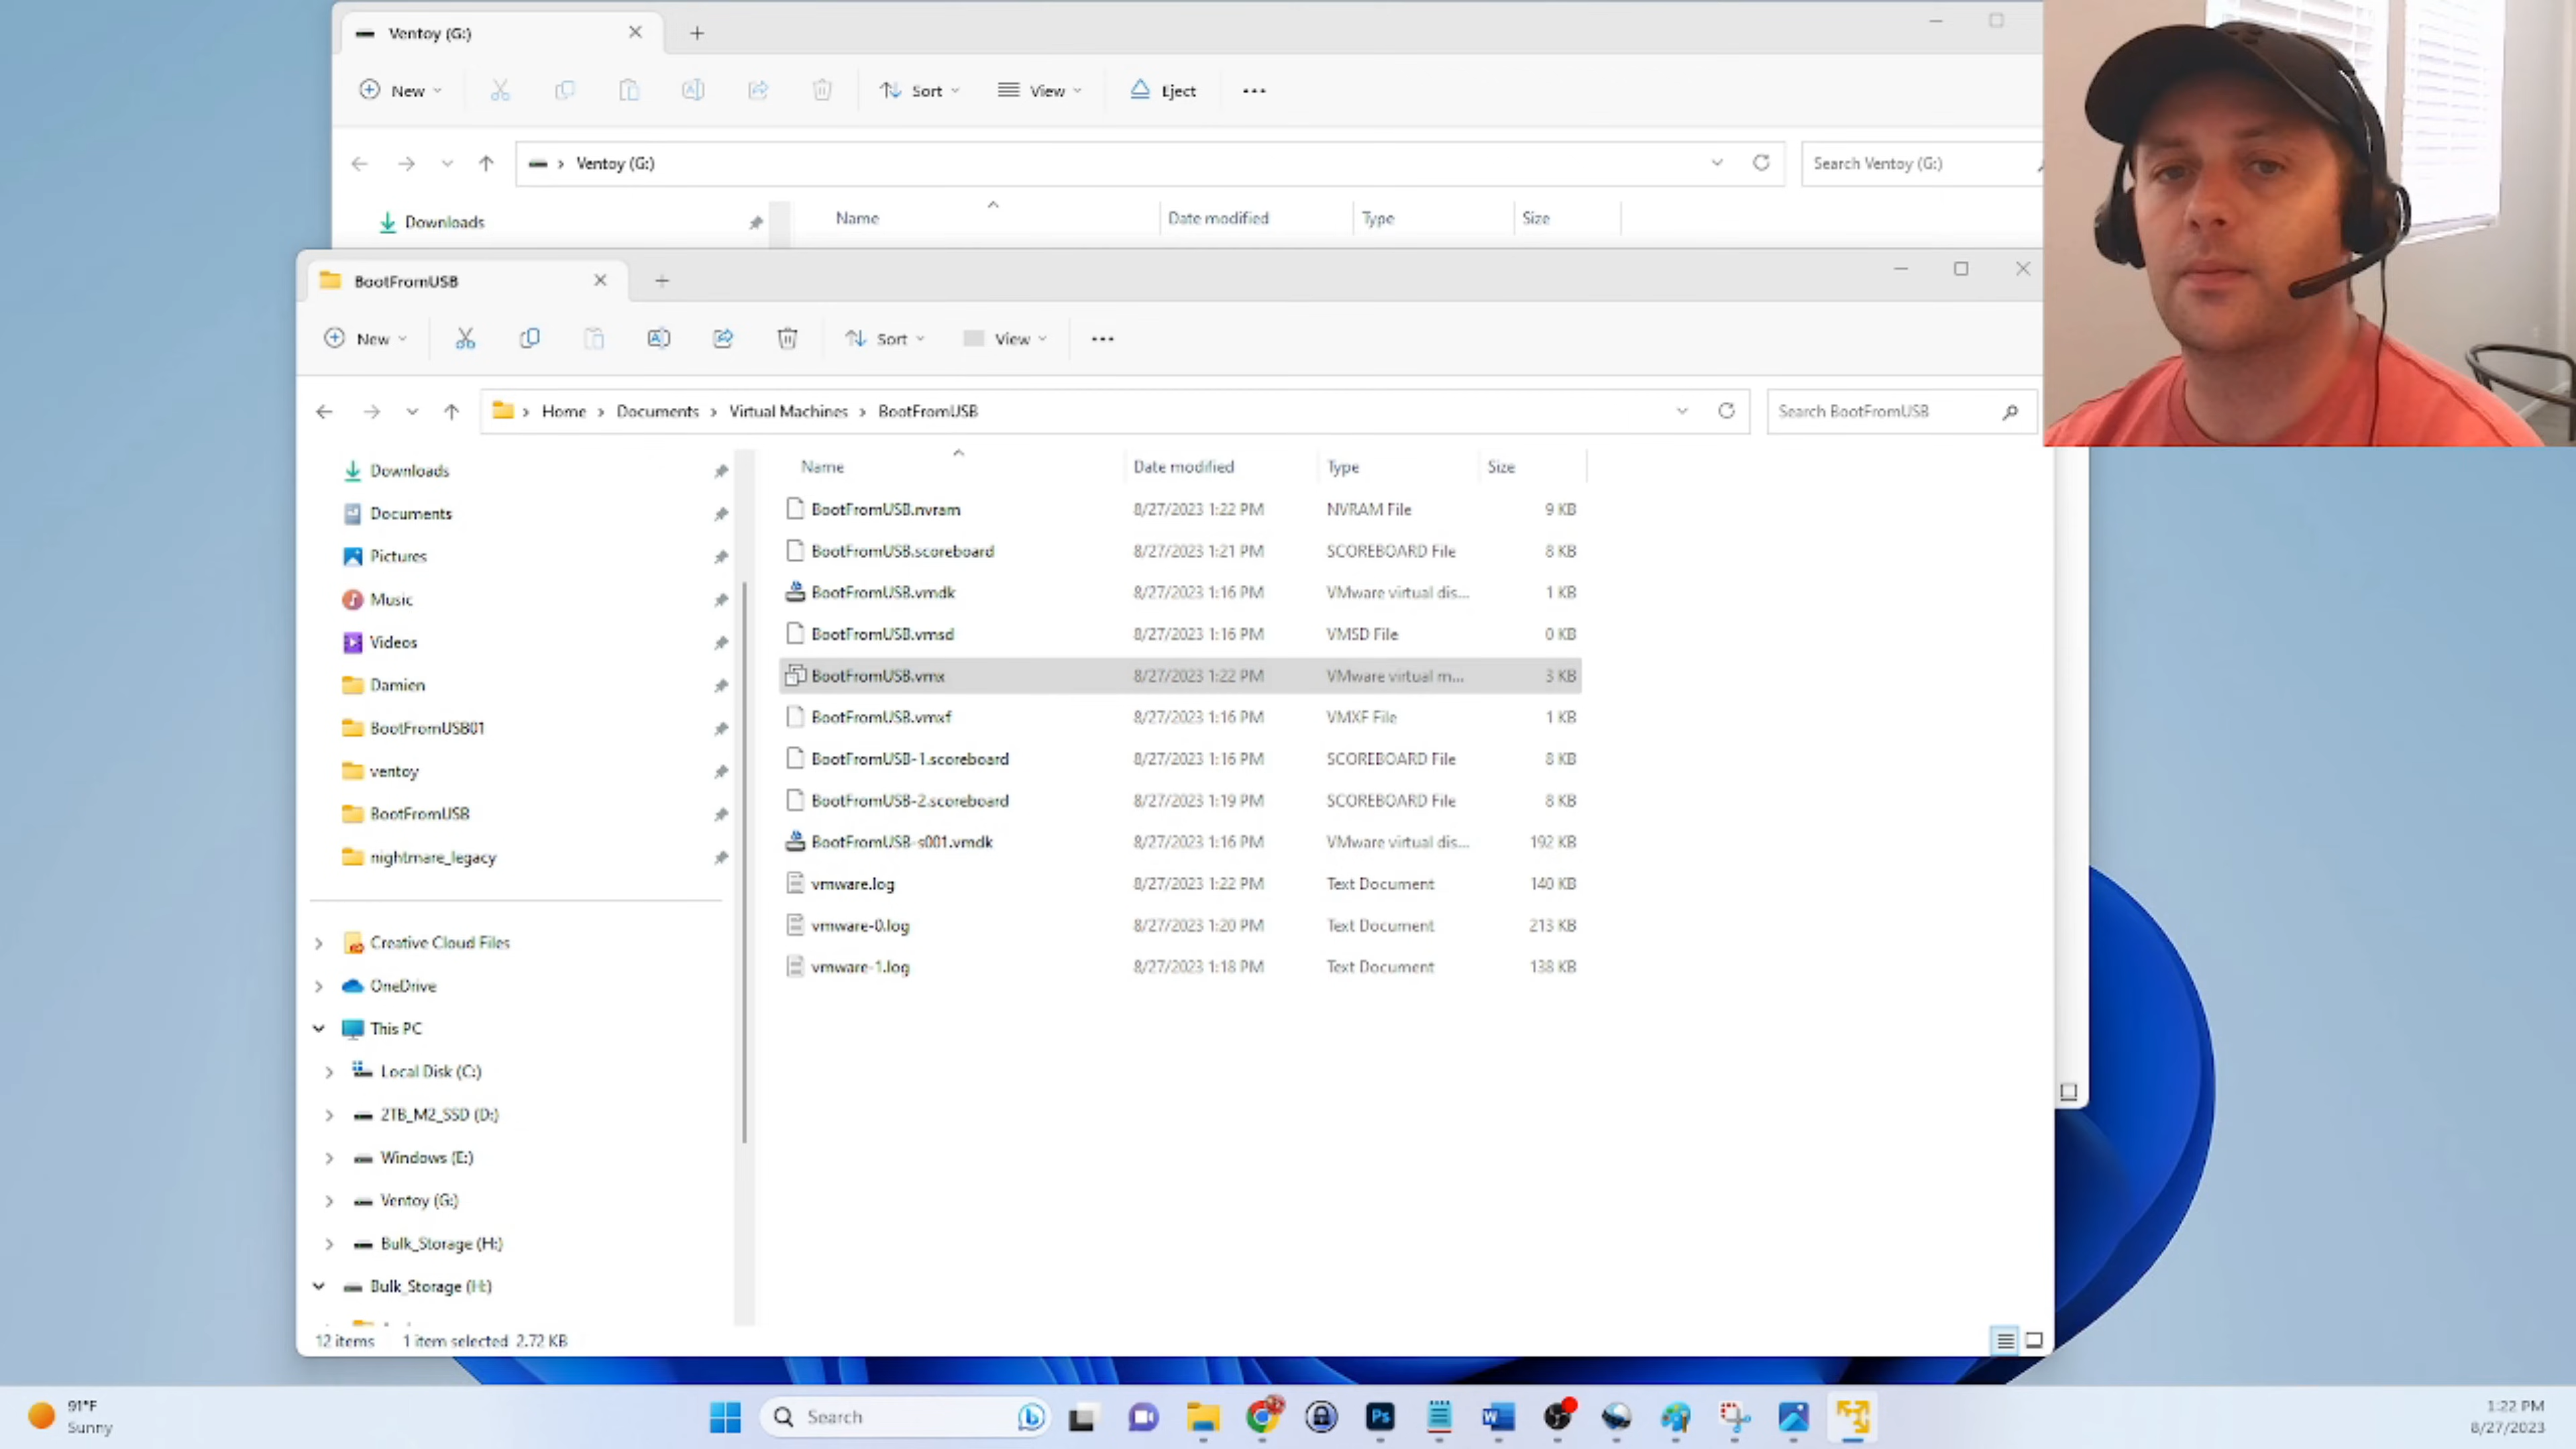 Ventoy (G:)
New
Sort
View
Eject
Ventoy (G:)
Search Ventoy (G:)
Downloads
Name
Date modified
Type
Size
BootFromUSB
New
Sort
View
Home
Documents
Virtual Machines
BootFromUSB
Search BootFromUSB
Downloads
Documents
Pictures
Music
Videos
Damien
BootFromUSB01
ventoy
BootFromUSB
nightmare_legacy
Creative Cloud Files
OneDrive
This PC
Local Disk (C:)
2TB_M2_SSD (D:)
Windows (E:)
Ventoy (G:)
Bulk_Storage (H:)
Bulk_Storage (H:)
Name Date modified Type Size
BootFromUSB.nvram 8/27/2023 1:22 PM NVRAM File 9 KB
BootFromUSB.scoreboard 8/27/2023 1:21 PM SCOREBOARD File 8 KB
BootFromUSB.vmdk 8/27/2023 1:16 PM VMware virtual dis... 1 KB
BootFromUSB.vmsd 8/27/2023 1:16 PM VMSD File 0 KB
BootFromUSB.vmx 8/27/2023 1:22 PM VMware virtual m... 3 KB
BootFromUSB.vmxf 8/27/2023 1:16 PM VMXF File 1 KB
BootFromUSB-1.scoreboard 8/27/2023 1:16 PM SCOREBOARD File 8 KB
BootFromUSB-2.scoreboard 8/27/2023 1:19 PM SCOREBOARD File 8 KB
BootFromUSB-s001.vmdk 8/27/2023 1:16 PM VMware virtual dis... 192 KB
vmware.log 8/27/2023 1:22 PM Text Document 140 KB
vmware-0.log 8/27/2023 1:20 PM Text Document 213 KB
vmware-1.log 8/27/2023 1:18 PM Text Document 138 KB
12 items 1 item selected 2.72 KB
91°F
Sunny
Search
Ps
W
1:22 PM
8/27/2023